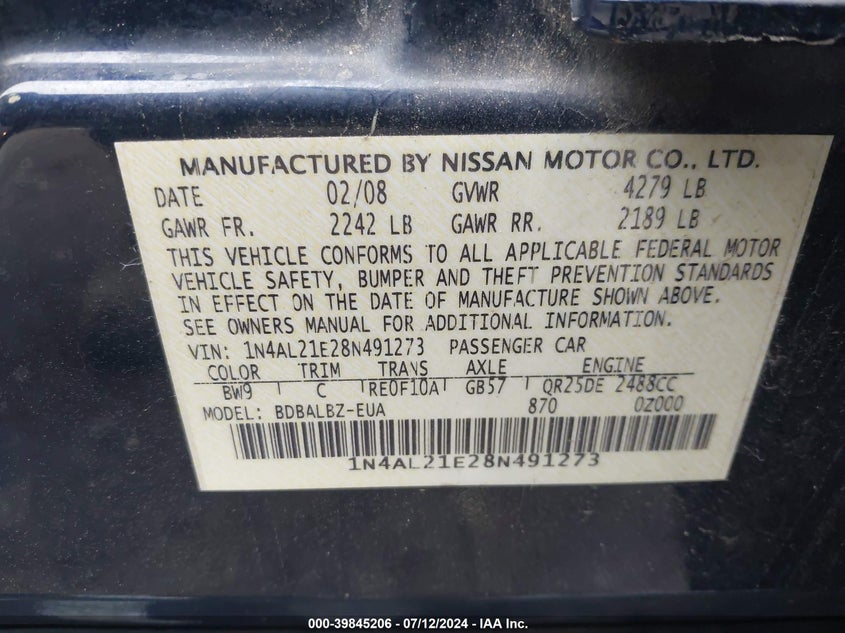 MANUFACTURED BY NISSAN MOTOR CO., LTD.
DATE 02/08 GVWR 4279 LB
GAWR FR. 2242 LB GAWR RR. 2189 LB
THIS VEHICLE CONFORMS TO ALL APPLICABLE FEDERAL MOTOR
VEHICLE SAFETY, BUMPER AND THEFT PREVENTION STANDARDS
IN EFFECT ON THE DATE OF MANUFACTURE SHOWN ABOVE.
SEE OWNERS MANUAL FOR ADDITIONAL INFORMATION.
VIN: 1N4AL21E28N491273 PASSENGER CAR
COLOR TRIM TRANS AXLE ENGINE
BW9 C RE0F10A GB57 QR25DE 2488CC
MODEL: BDBALBZ-EUA 870 0Z000
1N4AL21E28N491273
000-39845206 - 07/12/2024 - IAA Inc.